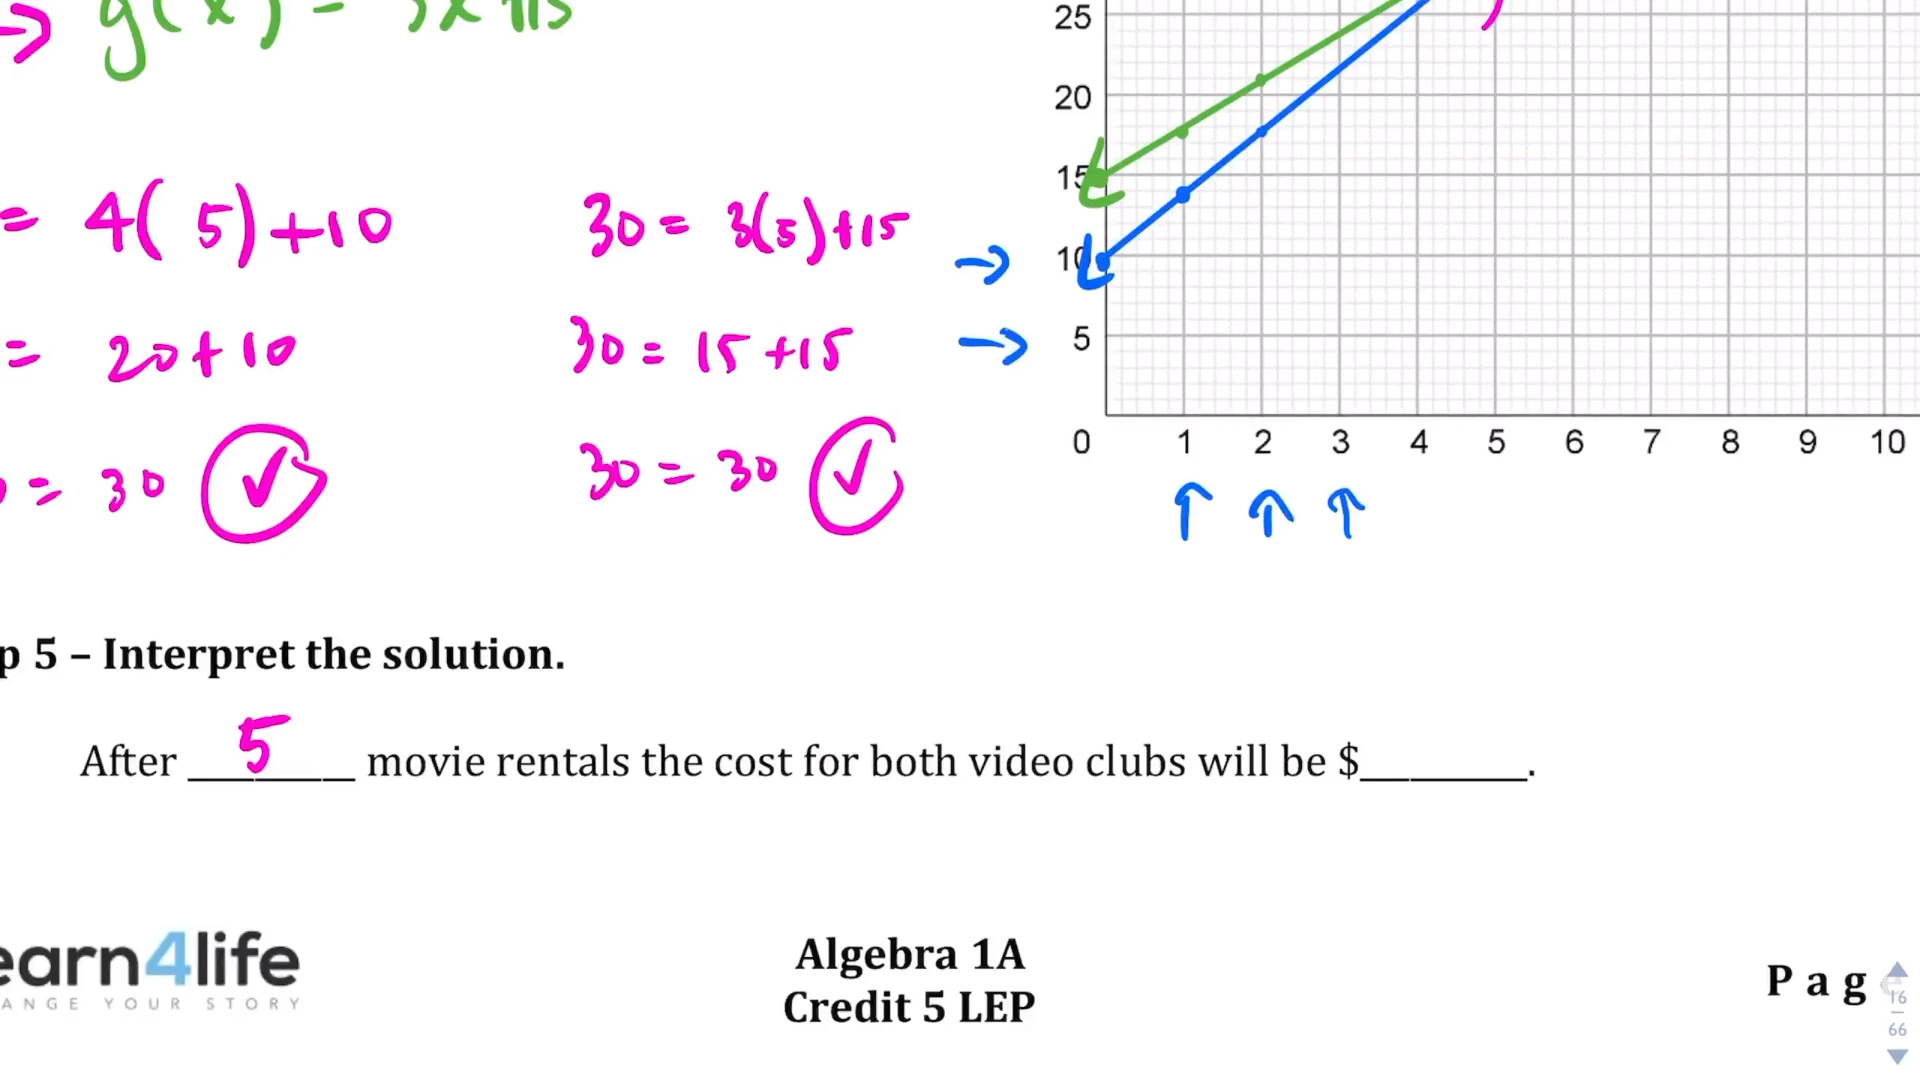 → g(x) = 3x+15
= 4( 5)+10
= 20+10
= 30 ✓
30 = 3(5)+15
30 = 15+15
30 = 30 ✓
→
→
25
20
15
10
5
0 1 2 3 4 5 6 7 8 9 10
↑ ↑ ↑
p 5 – Interpret the solution.
After 5 movie rentals the cost for both video clubs will be $________.
earn4life
ANGE YOUR STORY
Algebra 1A
Credit 5 LEP
Pag
16
66